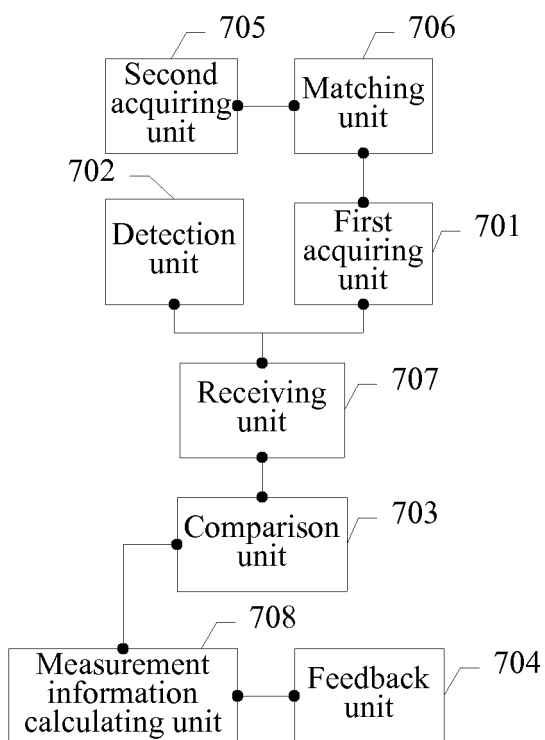 705
706
Second
acquiring
unit
Matching
unit
702
Detection
unit
First
acquiring
unit
701
Receiving
unit
707
Comparison
unit
703
708
Measurement
information
calculating unit
Feedback
unit
704